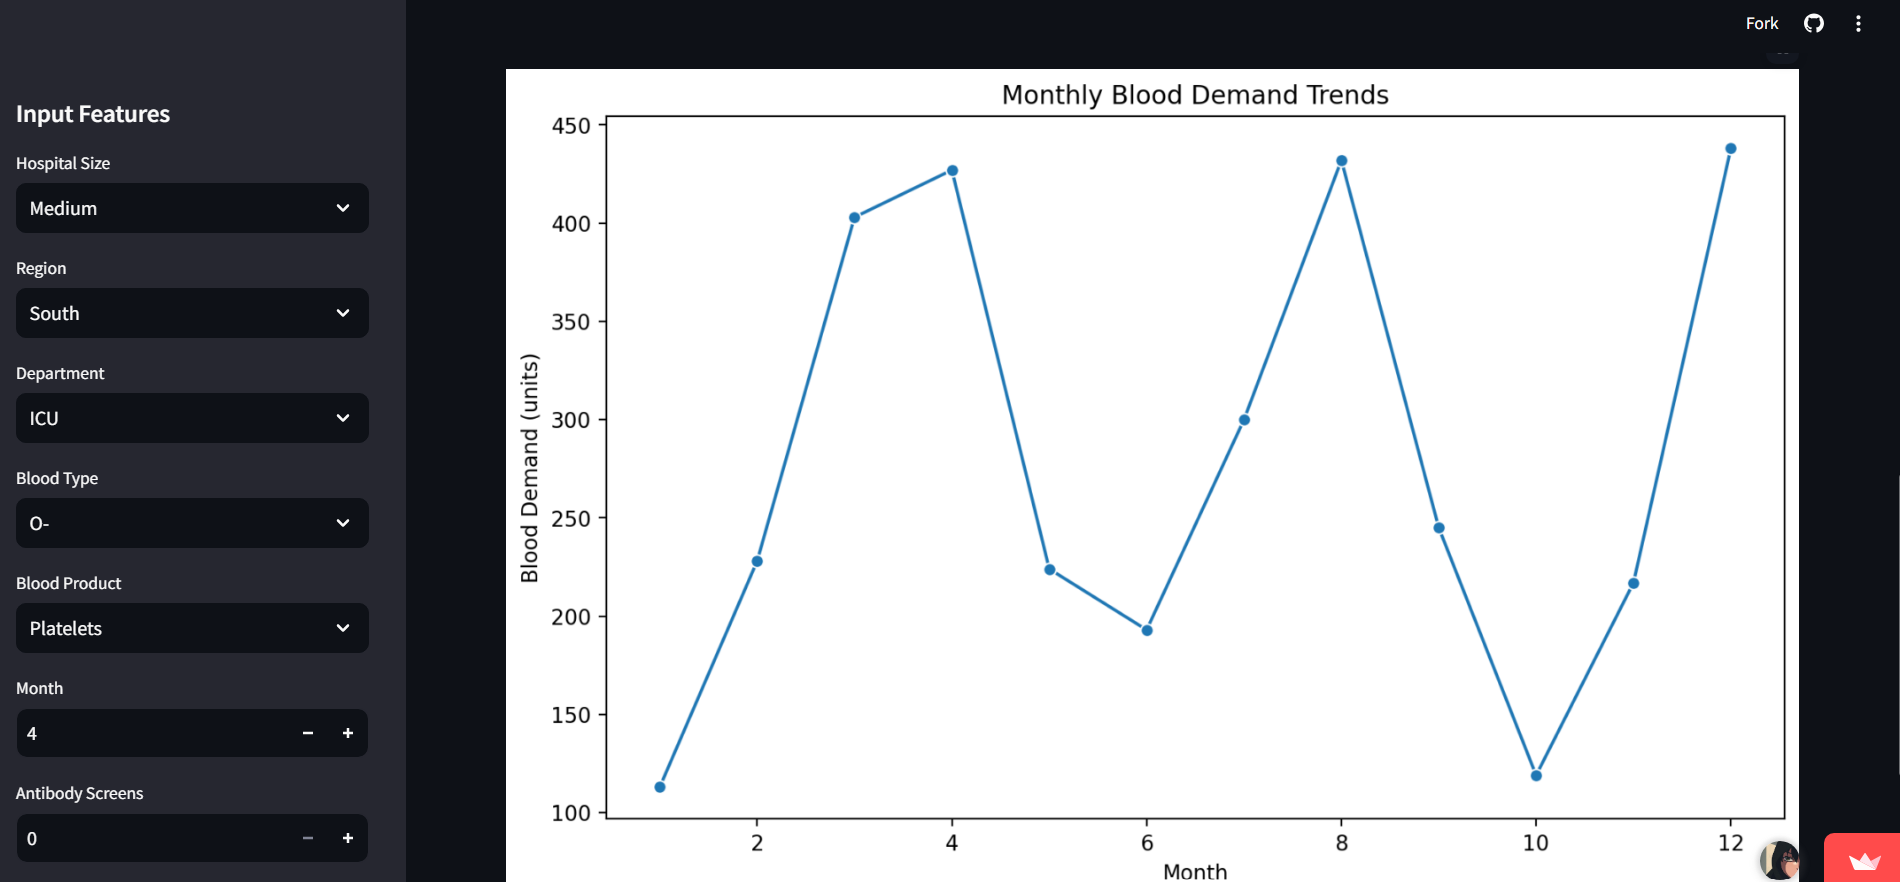 Fork
Input Features
Hospital Size
Medium
Region
South
Department
ICU
Blood Type
O-
Blood Product
Platelets
Month
4
Antibody Screens
0
Monthly Blood Demand Trends
Blood Demand (units)
450
400
350
300
250
200
150
100
2 4 6 8 10 12
Month